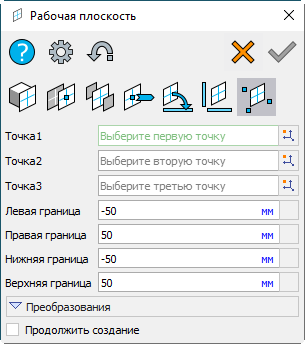 Рабочая плоскость
Точка1 Выберите первую точку
Точка2 Выберите вторую точку
Точка3 Выберите третью точку
Левая граница -50 мм
Правая граница 50 мм
Нижняя граница -50 мм
Верхняя граница 50 мм
Преобразования
Продолжить создание